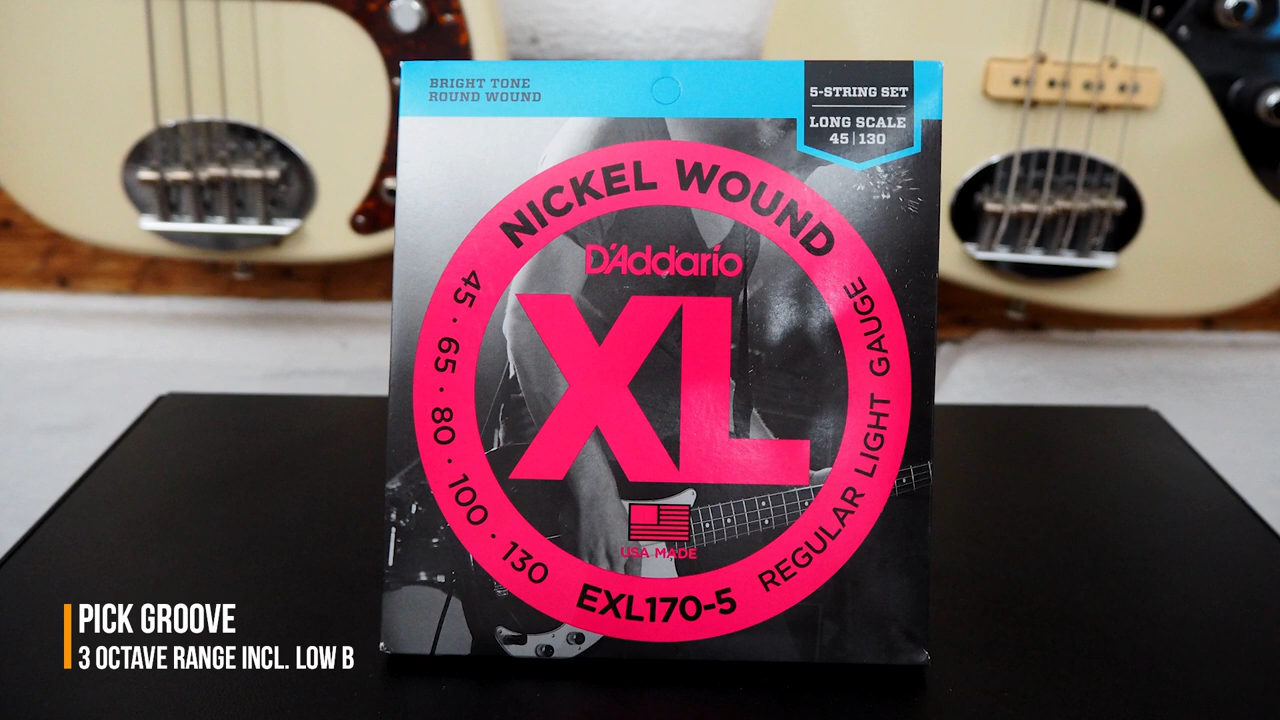 BRIGHT TONE
ROUND WOUND
5-STRING SET
LONG SCALE
45 | 130
NICKEL WOUND
D'Addario
XL
45 · 65 · 80 · 100 · 130
REGULAR LIGHT GAUGE
USA MADE
EXL170-5
PICK GROOVE
3 OCTAVE RANGE INCL. LOW B